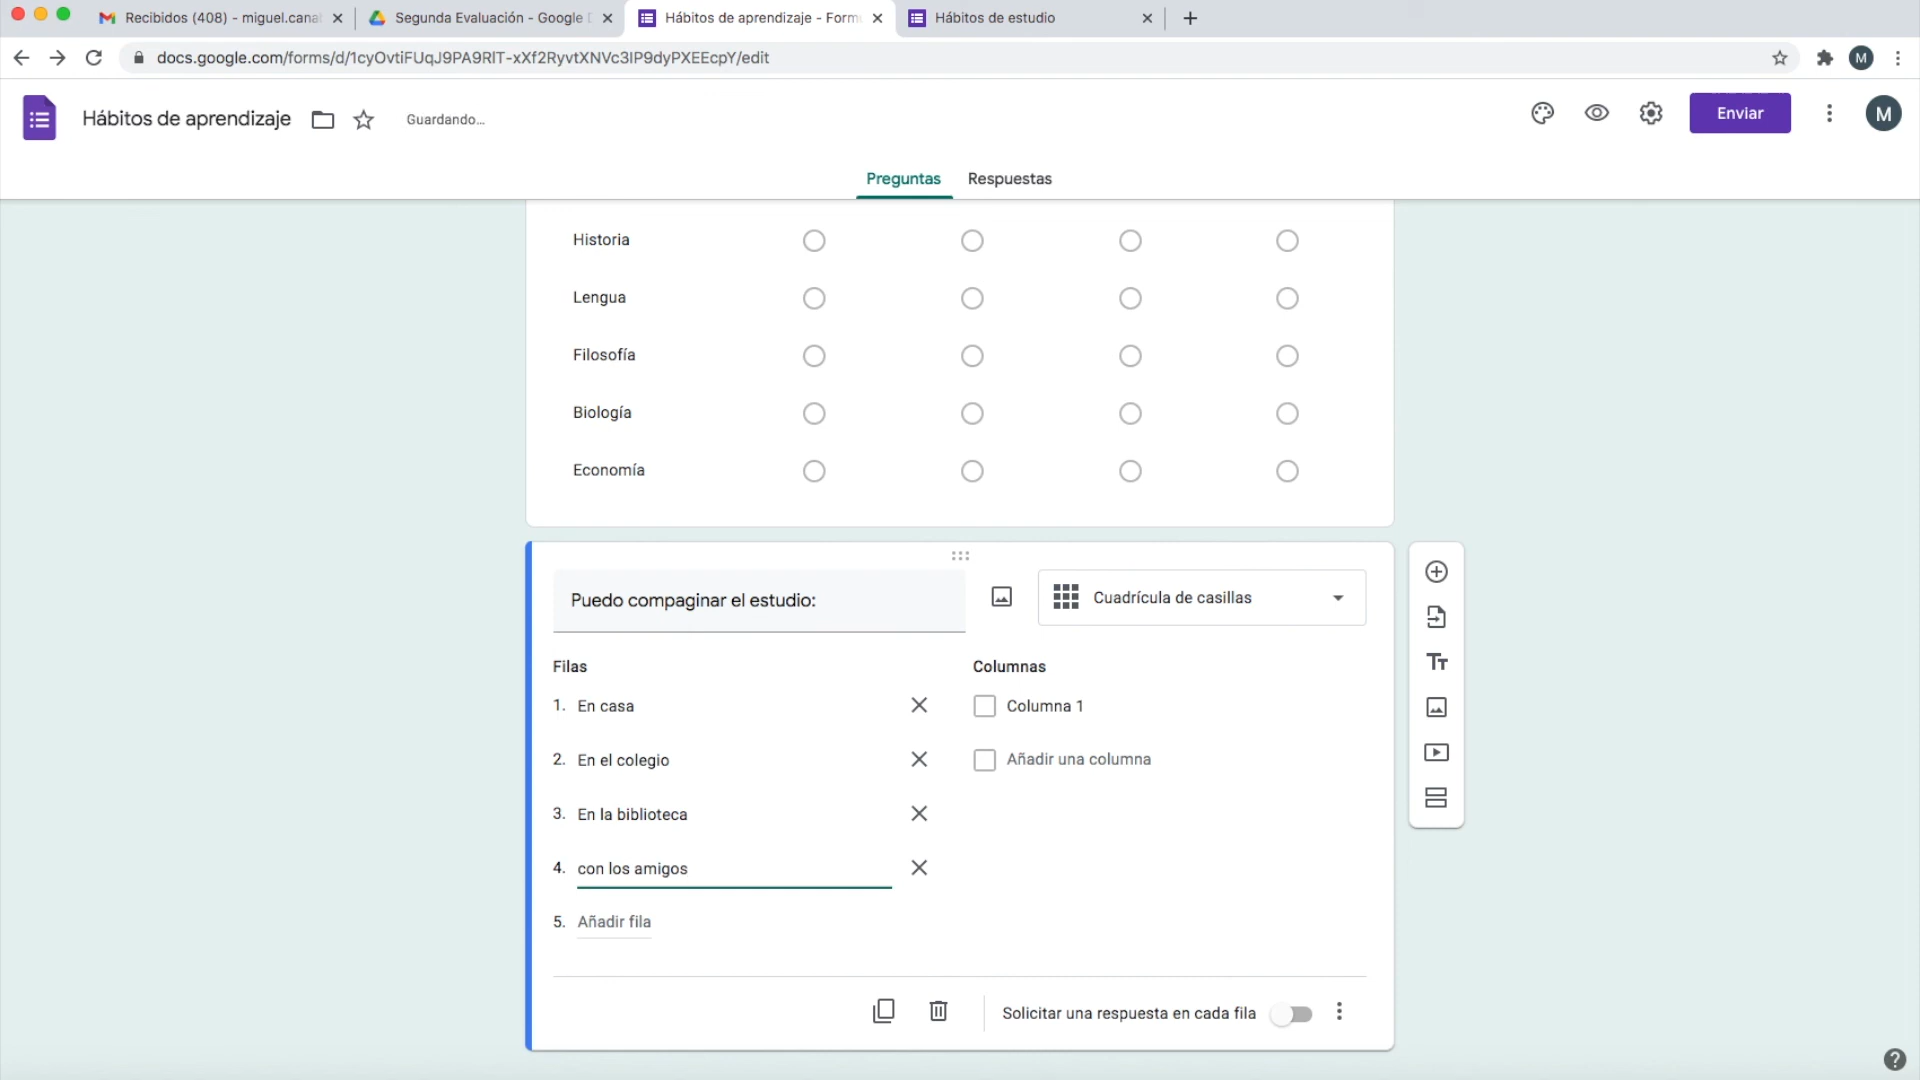 Recibidos (408) - miguel.cana
Segunda Evaluación - Google D
Hábitos de aprendizaje - Form
Hábitos de estudio
docs.google.com/forms/d/1cyOvtiFUqJ9PA9RlT-xXf2RyvtXNVc3IP9dyPXEEcpY/edit
M
Hábitos de aprendizaje
Guardando...
Enviar
M
Preguntas
Respuestas
Historia
Lengua
Filosofía
Biología
Economía
Puedo compaginar el estudio:
Cuadrícula de casillas
Filas
Columnas
1. En casa
Columna 1
2. En el colegio
Añadir una columna
3. En la biblioteca
4. con los amigos
5. Añadir fila
Solicitar una respuesta en cada fila